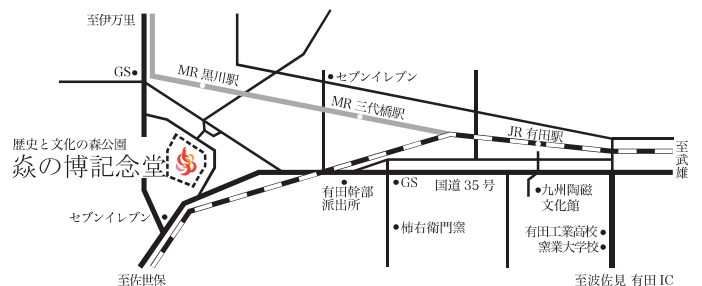 至伊万里
GS
MR 黒川駅
セブンイレブン
MR 三代橋駅
JR 有田駅
至武雄
歴史と文化の森公園
焱の博記念堂
有田幹部
派出所
GS
国道 35 号
九州陶磁
文化館
セブンイレブン
柿右衛門窯
有田工業高校
窯業大学校
至佐世保
至波佐見 有田 IC